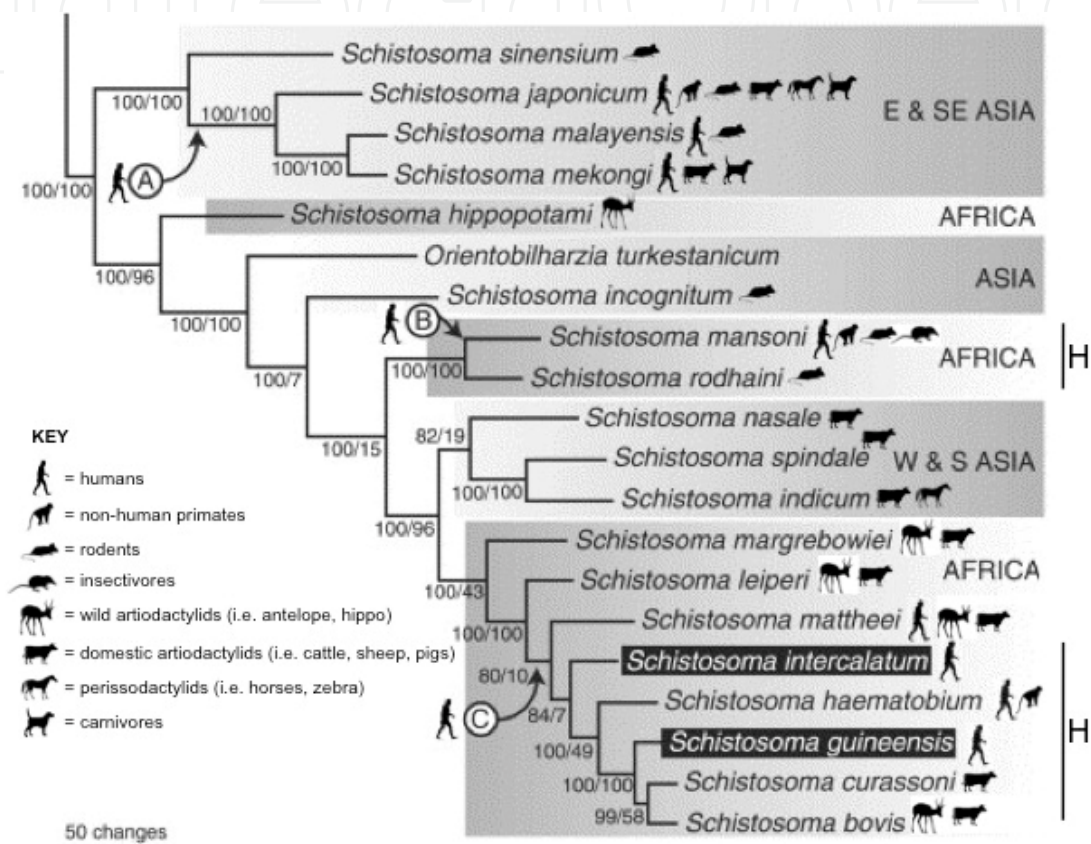 Schistosoma sinensium
100/100
Schistosoma japonicum
100/100
E & SE ASIA
Schistosoma malayensis
100/100
Schistosoma mekongi
A
100/100
Schistosoma hippopotami
AFRICA
100/96
Orientobilharzia turkestanicum
ASIA
Schistosoma incognitum
100/100
B
Schistosoma mansoni
H
AFRICA
100/100
Schistosoma rodhaini
100/7
Schistosoma nasale
82/19
100/15
Schistosoma spindale
W & S ASIA
100/100
Schistosoma indicum
100/96
Schistosoma margrebowiei
AFRICA
Schistosoma leiperi
100/43
Schistosoma mattheei
100/100
Schistosoma intercalatum
80/10
Schistosoma haematobium
C
84/7
H
Schistosoma guineensis
100/49
Schistosoma curassoni
100/100
99/58
Schistosoma bovis
KEY
= humans
= non-human primates
= rodents
= insectivores
= wild artiodactylids (i.e. antelope, hippo)
= domestic artiodactylids (i.e. cattle, sheep, pigs)
= perissodactylids (i.e. horses, zebra)
= carnivores
50 changes